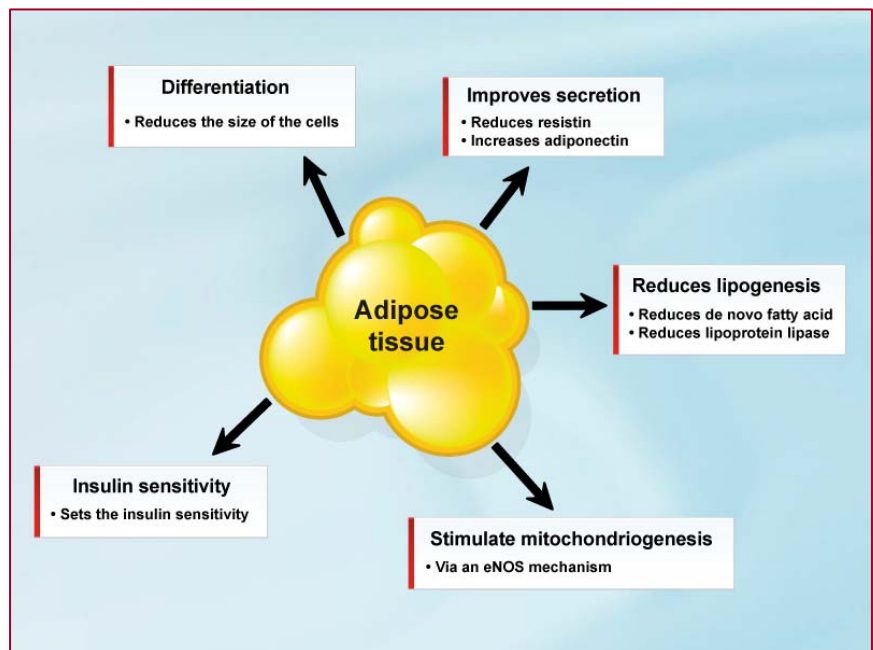 Differentiation
• Reduces the size of the cells
Improves secretion
• Reduces resistin
• Increases adiponectin
Adipose
tissue
Reduces lipogenesis
• Reduces de novo fatty acid
• Reduces lipoprotein lipase
Insulin sensitivity
• Sets the insulin sensitivity
Stimulate mitochondriogenesis
• Via an eNOS mechanism